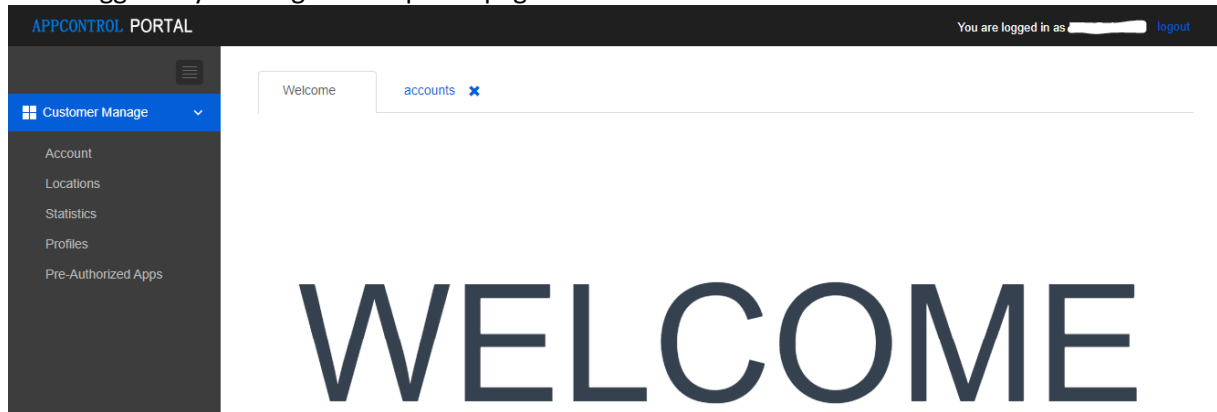 APPCONTROL PORTAL
You are logged in as
logout
Welcome
accounts
Customer Manage
Account
Locations
Statistics
Profiles
Pre-Authorized Apps
WELCOME